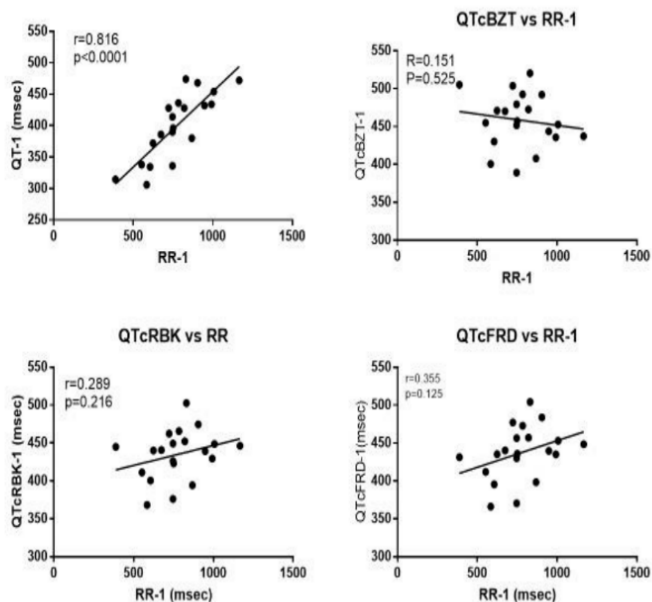 r=0.816
p<0.0001
QT-1 (msec)
500
450
400
350
300
250
0
500
1000
1500
RR-1
QTcBZT vs RR-1
R=0.151
P=0.525
QTcBZT-1
550
500
450
400
350
300
0
500
1000
1500
RR-1
QTcRBK vs RR
r=0.289
p=0.216
QTcRBK-1 (msec)
550
500
450
400
350
300
0
500
1000
1500
RR-1 (msec)
QTcFRD vs RR-1
r=0.355
p=0.125
QTcFRD-1(msec)
550
500
450
400
350
300
0
500
1000
1500
RR-1 (msec)